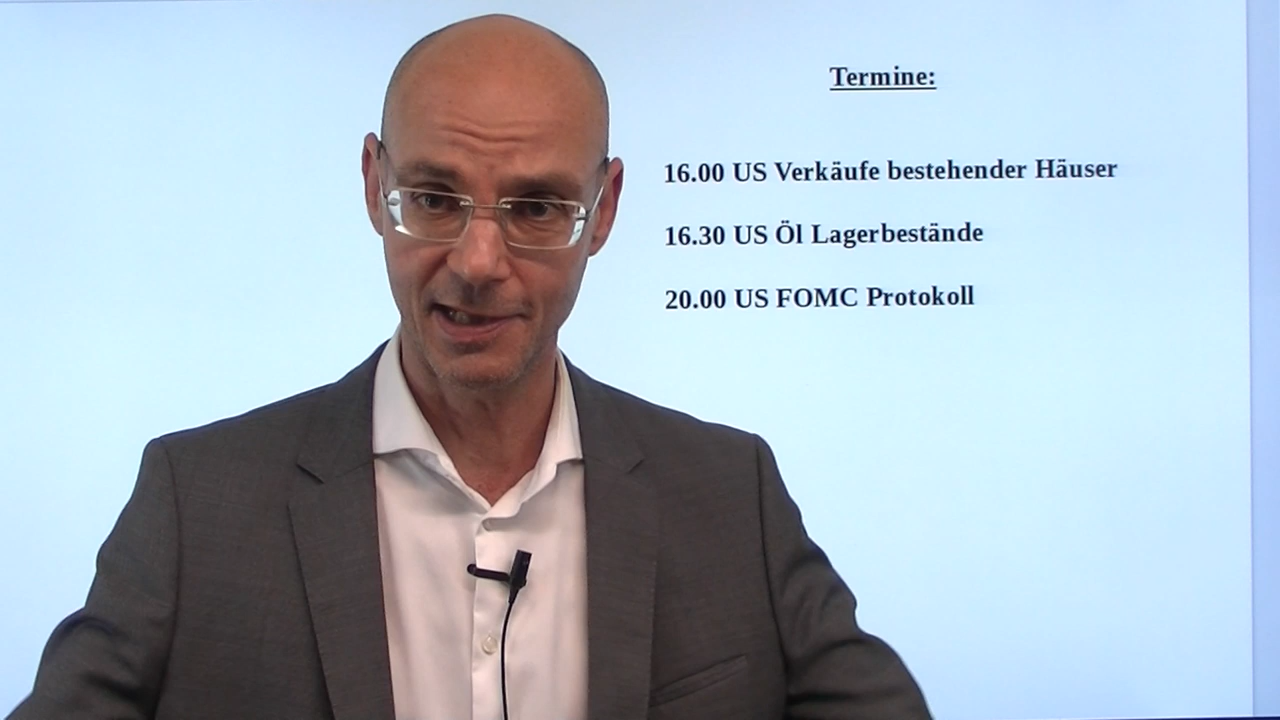 Termine:
16.00 US Verkäufe bestehender Häuser
16.30 US Öl Lagerbestände
20.00 US FOMC Protokoll